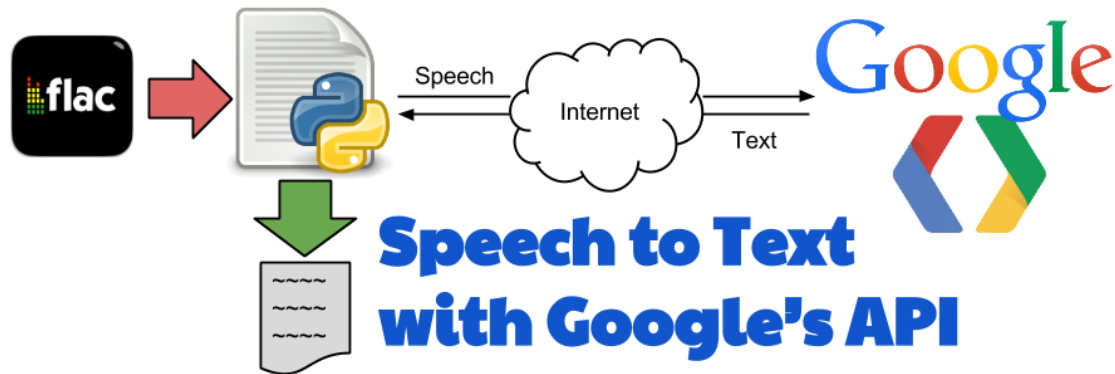 flac
Speech
Internet
Text
Google
Speech to Text
with Google's API
~~~~
~~~~
~~~~